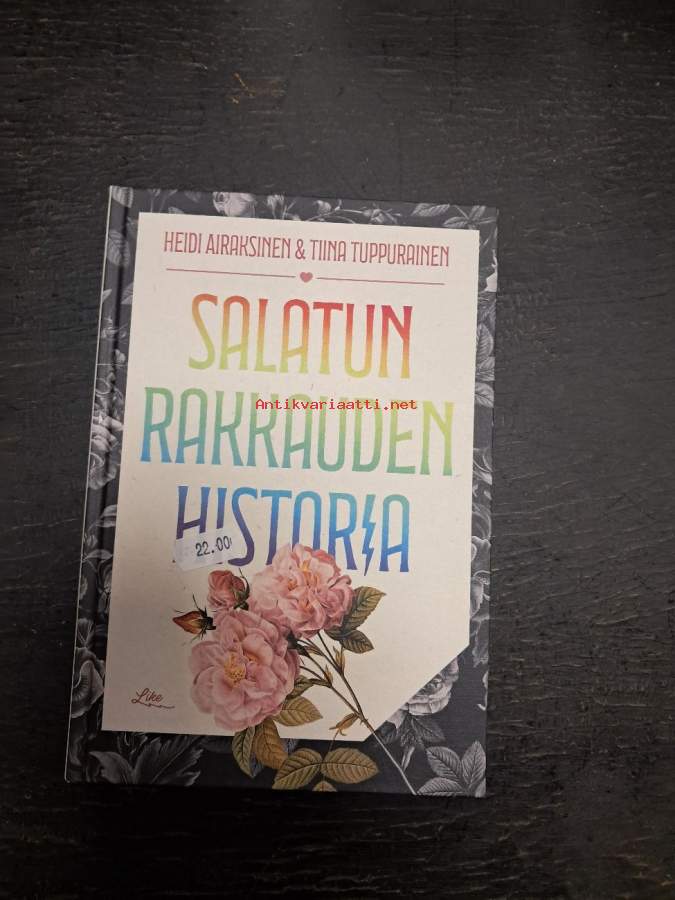 HEIDI AIRAKSINEN & TIINA TUPPURAINEN
SALATUN
RAKKAUDEN
Antikvariaatti.net
HISTORIA
22.00
Like